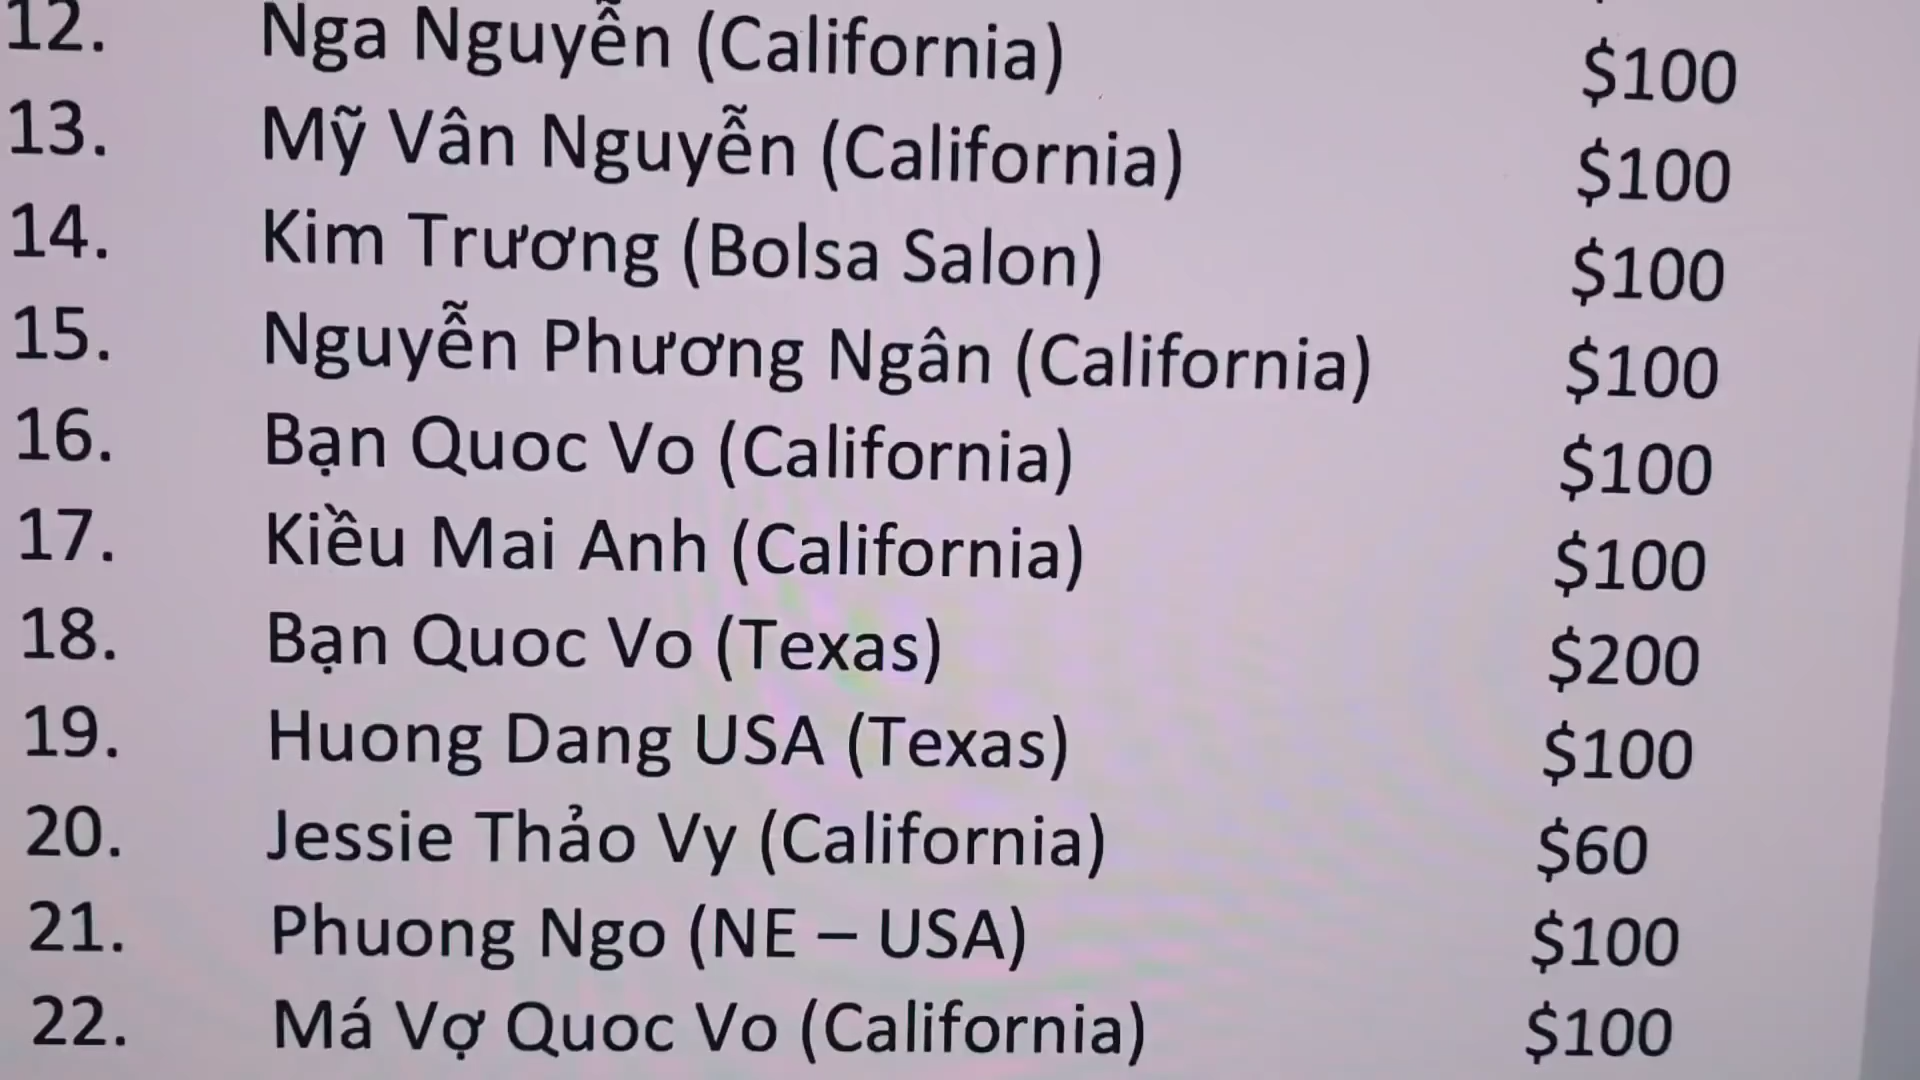 12. Nga Nguyễn (California) $100
13. Mỹ Vân Nguyễn (California) $100
14. Kim Trương (Bolsa Salon) $100
15. Nguyễn Phương Ngân (California) $100
16. Bạn Quoc Vo (California) $100
17. Kiều Mai Anh (California) $100
18. Bạn Quoc Vo (Texas) $200
19. Huong Dang USA (Texas) $100
20. Jessie Thảo Vy (California) $60
21. Phuong Ngo (NE – USA) $100
22. Má Vợ Quoc Vo (California) $100